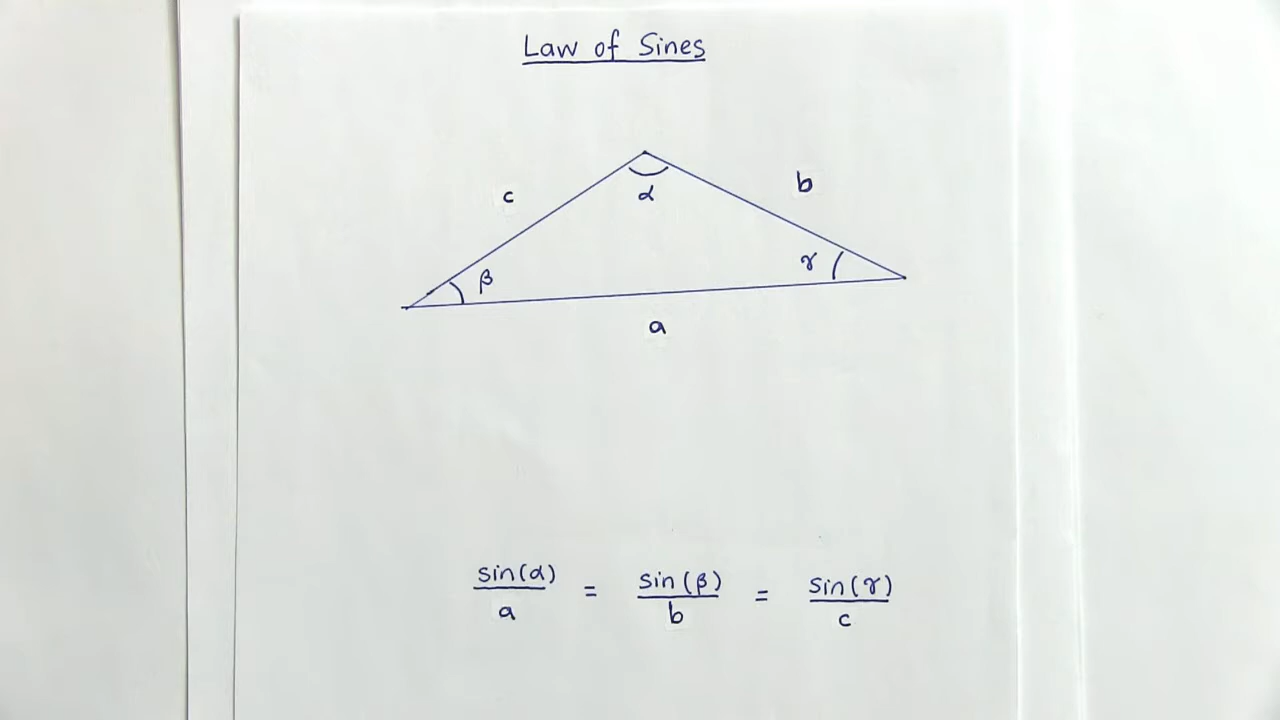 Law of Sines
c
b
α
β
γ
a
sin(α)/a = sin(β)/b = sin(γ)/c